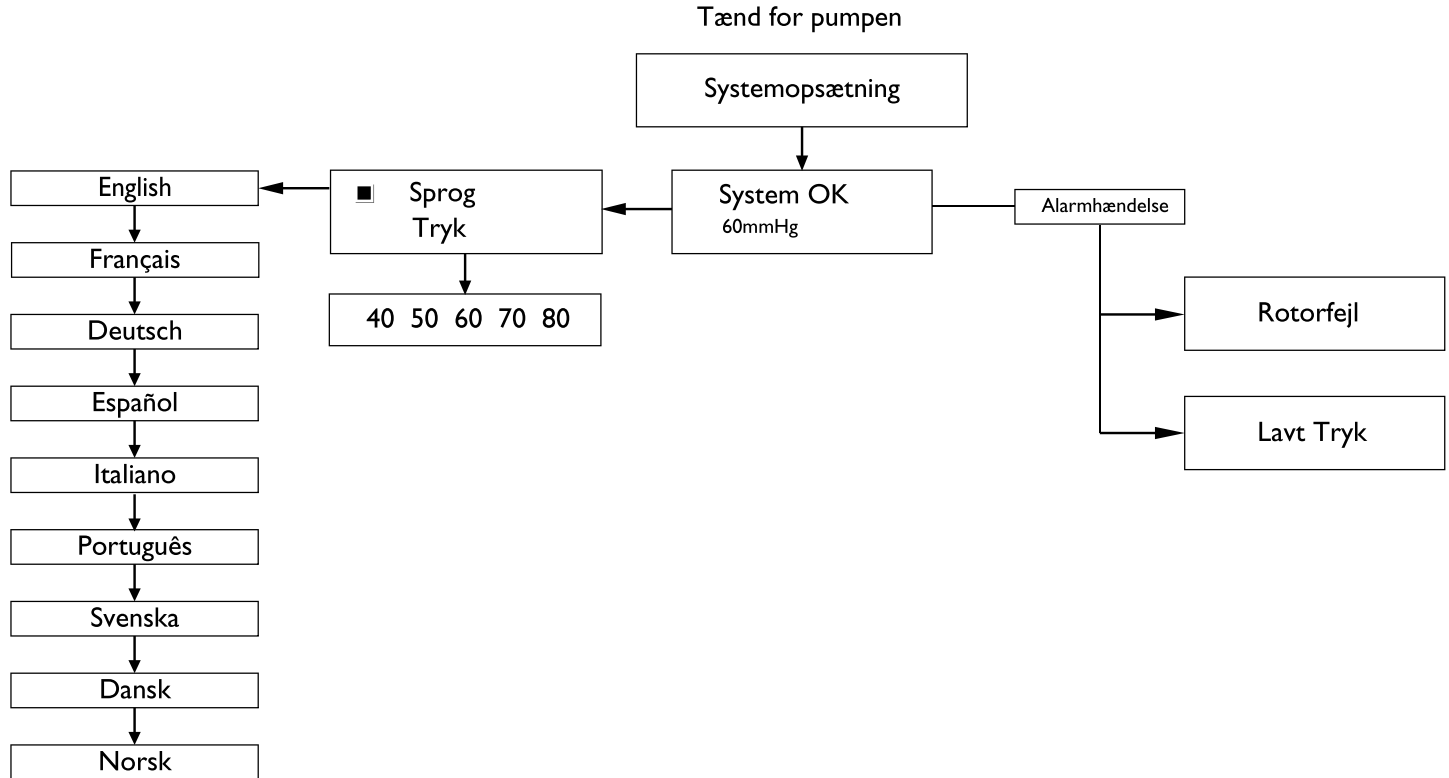 Tænd for pumpen
Systemopsætning
System OK
60mmHg
Sprog
Tryk
40 50 60 70 80
English
Français
Deutsch
Español
Italiano
Português
Svenska
Dansk
Norsk
Alarmhændelse
Rotorfejl
Lavt Tryk